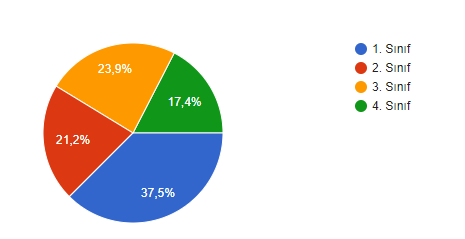 1. Sınıf
2. Sınıf
3. Sınıf
4. Sınıf
23,9%
17,4%
21,2%
37,5%